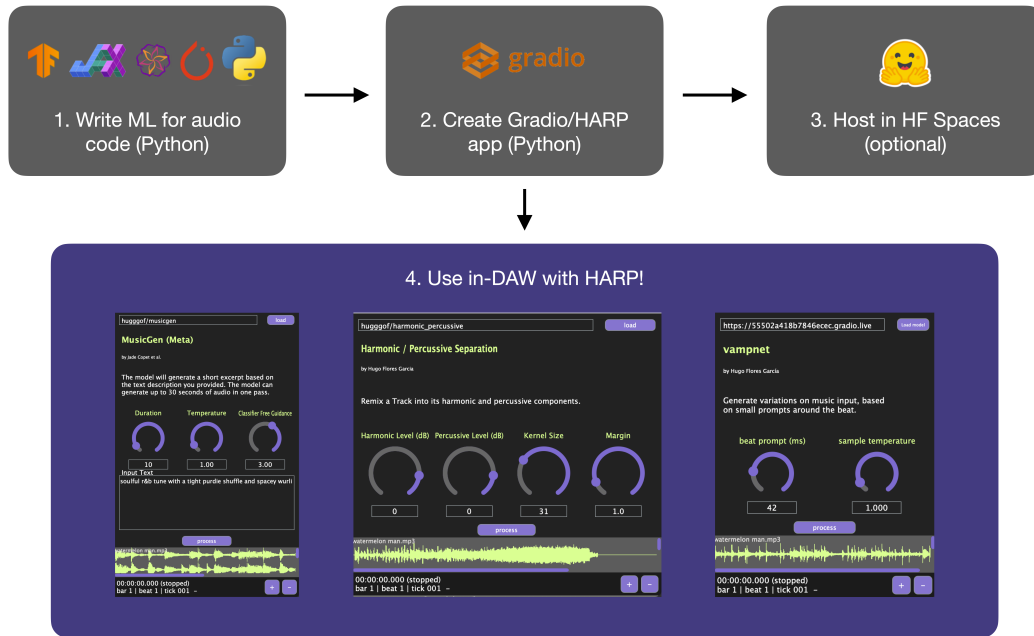 gradio
1. Write ML for audio
code (Python)
2. Create Gradio/HARP
app (Python)
3. Host in HF Spaces
(optional)
4. Use in-DAW with HARP!
hugggof/musicgen
load
MusicGen (Meta)
by Jade Copet et al.
The model will generate a short excerpt based on
the text description you provided. The model can
generate up to 30 seconds of audio in one pass.
Duration
Temperature
Classifier Free Guidance
10
1.00
3.00
Input Text
soulful r&b tune with a tight purdie shuffle and spacey wurli
process
watermelon man.mp3
00:00:00.000 (stopped)
bar 1 | beat 1 | tick 001 -
+
-
hugggof/harmonic_percussive
load
Harmonic / Percussive Separation
by Hugo Flores Garcia
Remix a Track into its harmonic and percussive components.
Harmonic Level (dB)
Percussive Level (dB)
Kernel Size
Margin
0
0
31
1.0
process
watermelon man.mp3
00:00:00.000 (stopped)
bar 1 | beat 1 | tick 001 -
+
-
https://55502a418b7846ecec.gradio.live
Load model
vampnet
by Hugo Flores García
Generate variations on music input, based
on small prompts around the beat.
beat prompt (ms)
sample temperature
42
1.000
process
watermelon man.mp3
00:00:00.000 (stopped)
bar 1 | beat 1 | tick 001 -
+
-